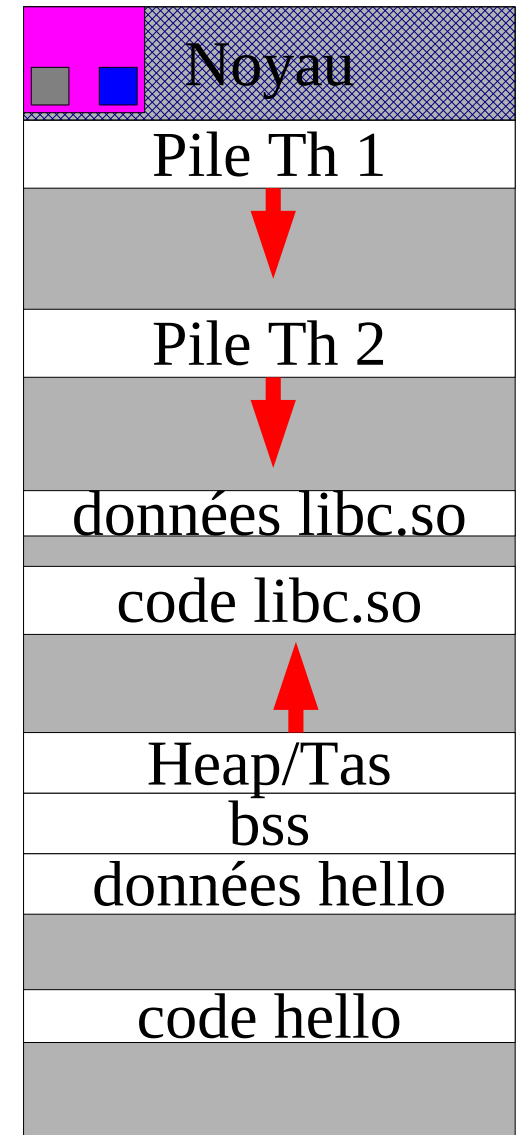 Noyau
Pile Th 1
Pile Th 2
données libc.so
code libc.so
Heap/Tas
bss
données hello
code hello